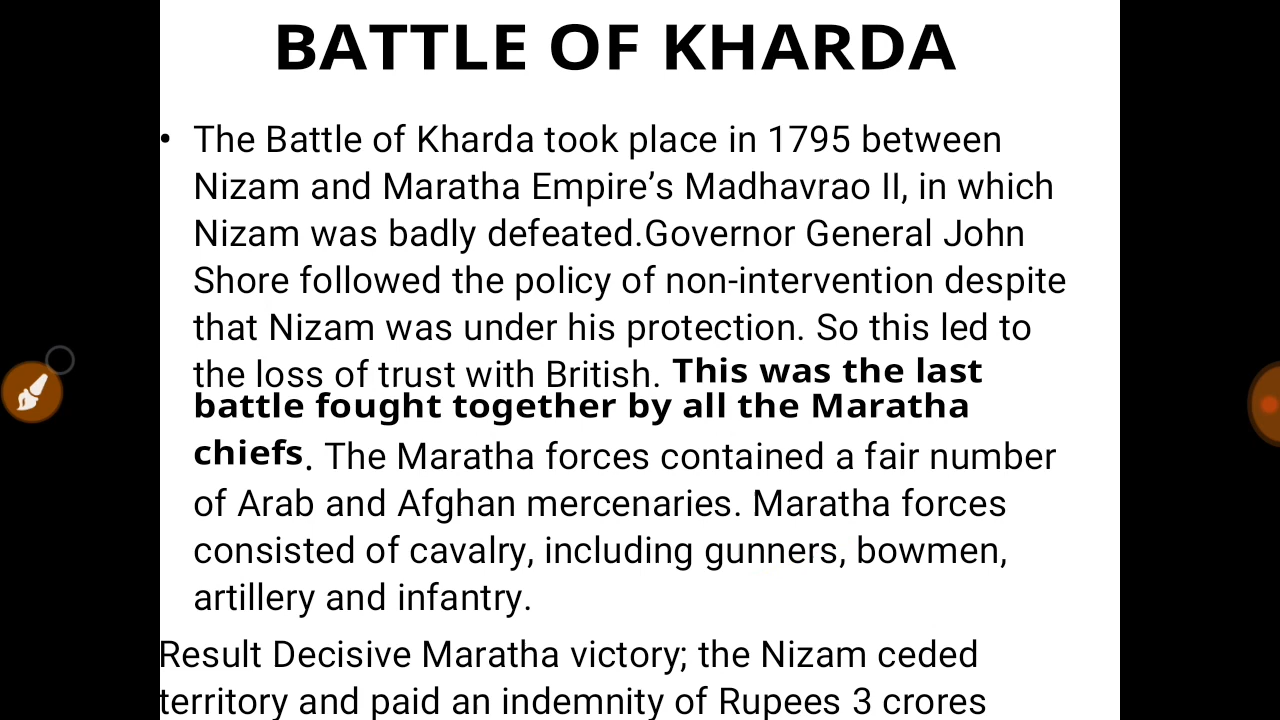 BATTLE OF KHARDA
• The Battle of Kharda took place in 1795 between
Nizam and Maratha Empire’s Madhavrao II, in which
Nizam was badly defeated.Governor General John
Shore followed the policy of non-intervention despite
that Nizam was under his protection. So this led to
the loss of trust with British. This was the last
battle fought together by all the Maratha
chiefs. The Maratha forces contained a fair number
of Arab and Afghan mercenaries. Maratha forces
consisted of cavalry, including gunners, bowmen,
artillery and infantry.
Result Decisive Maratha victory; the Nizam ceded
territory and paid an indemnity of Rupees 3 crores